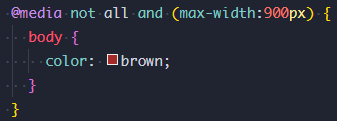 @media not all and (max-width:900px) {
body {
color: brown;
}
}